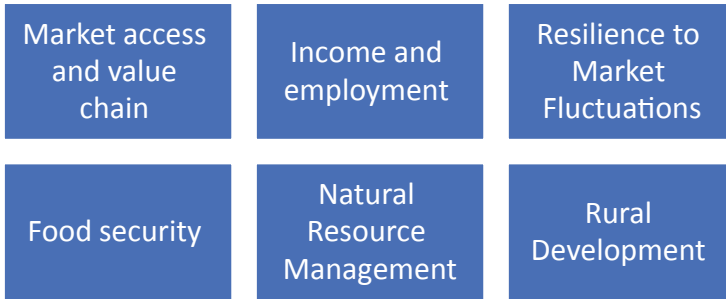 Market access
and value
chain
Income and
employment
Resilience to
Market
Fluctuations
Food security
Natural
Resource
Management
Rural
Development